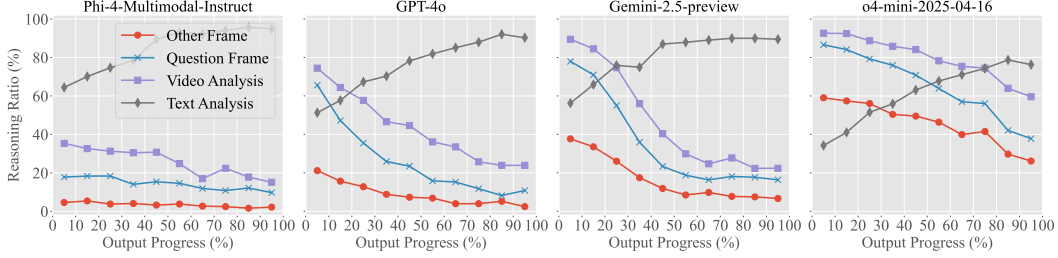 Phi-4-Multimodal-Instruct
GPT-4o
Gemini-2.5-preview
o4-mini-2025-04-16
Reasoning Ratio (%)
100
80
60
40
20
0
Other Frame
Question Frame
Video Analysis
Text Analysis
0 10 20 30 40 50 60 70 80 90 100
0 10 20 30 40 50 60 70 80 90 100
0 10 20 30 40 50 60 70 80 90 100
0 10 20 30 40 50 60 70 80 90 100
Output Progress (%)
Output Progress (%)
Output Progress (%)
Output Progress (%)